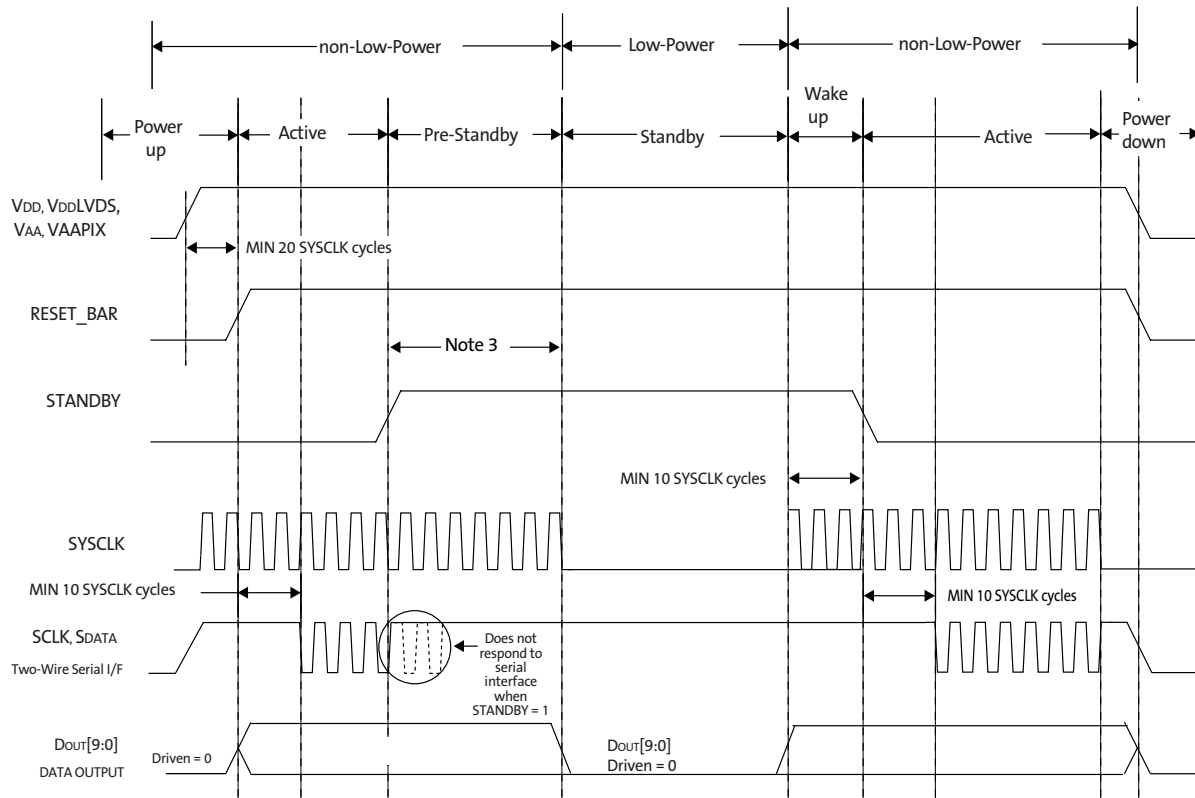 non-Low-Power
Low-Power
non-Low-Power
Power
up
Active
Pre-Standby
Standby
Wake
up
Active
Power
down
VDD, VDDLVDS,
VAA, VAAPIX
MIN 20 SYSCLK cycles
RESET_BAR
Note 3
STANDBY
MIN 10 SYSCLK cycles
SYSCLK
MIN 10 SYSCLK cycles
MIN 10 SYSCLK cycles
SCLK, SDATA
Two-Wire Serial I/F
Does not
respond to
serial
interface
when
STANDBY = 1
DOUT[9:0]
DATA OUTPUT
Driven = 0
DOUT[9:0]
Driven = 0